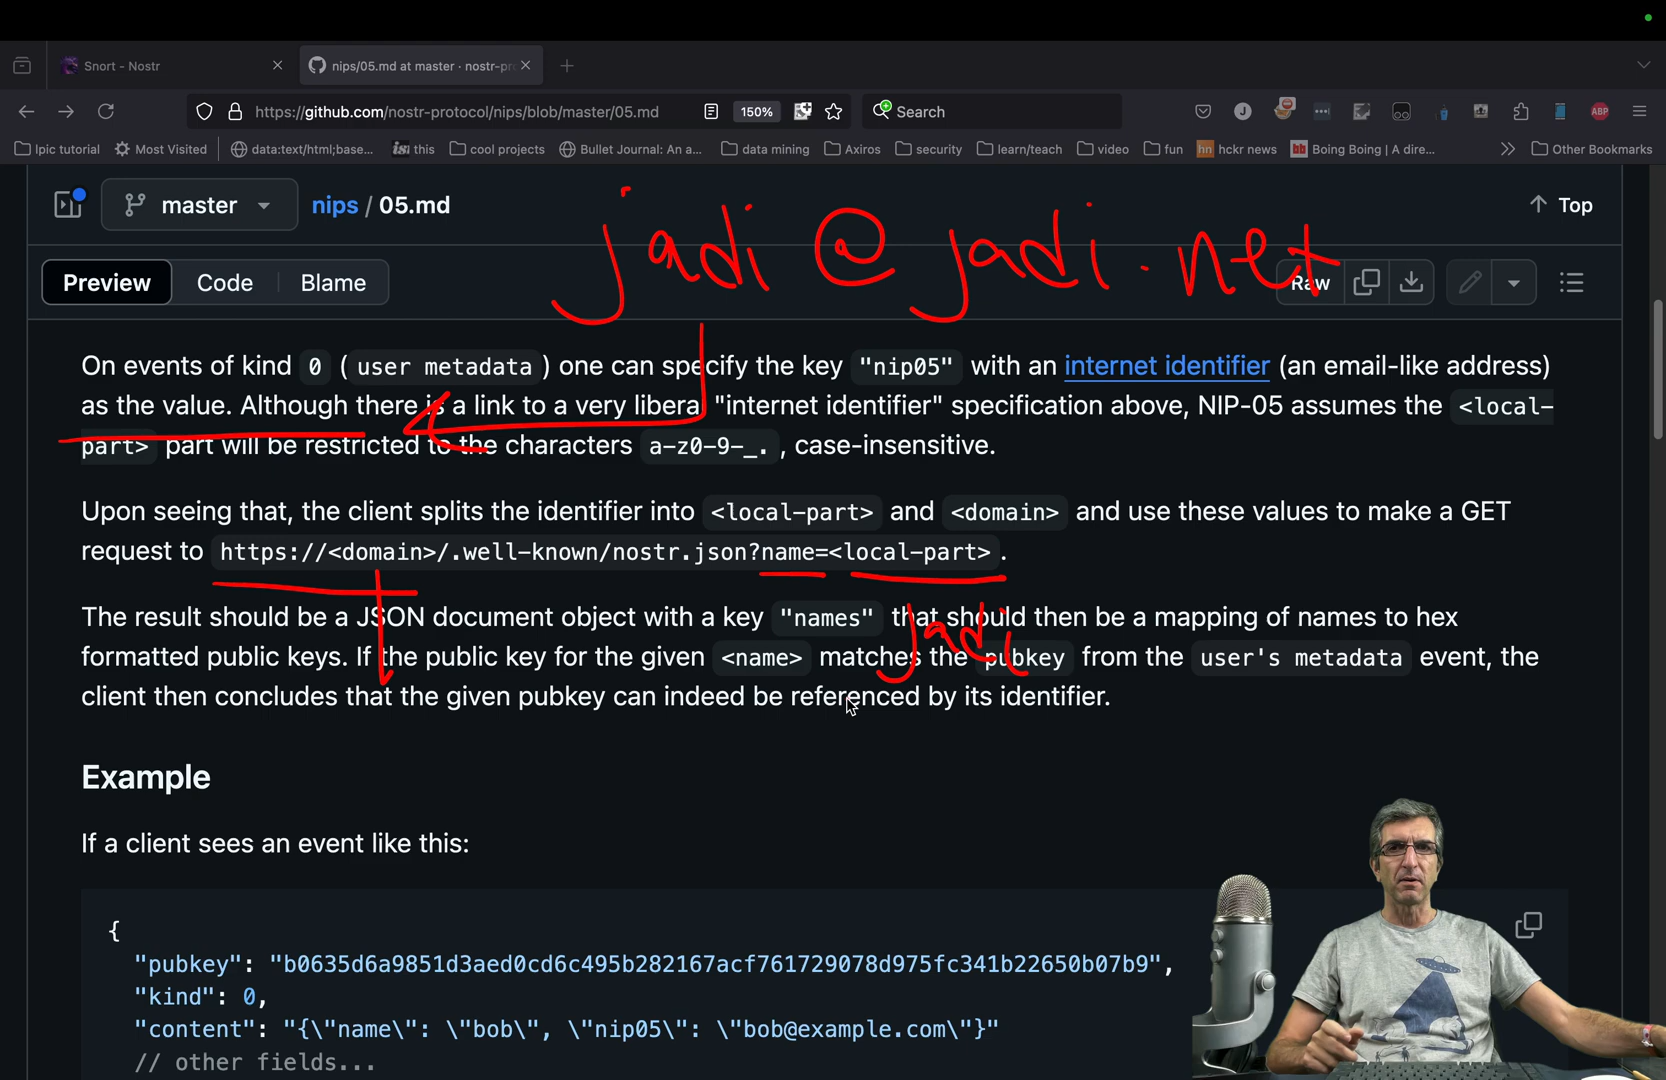 Snort - Nostr
nips/05.md at master · nostr-pr
https://github.com/nostr-protocol/nips/blob/master/05.md
150%
Search
J
ABP
Ipic tutorial
Most Visited
data:text/html;base...
this
cool projects
Bullet Journal: An a...
data mining
Axiros
security
learn/teach
video
fun
hn hckr news
bb Boing Boing | A dire...
Other Bookmarks
master
nips / 05.md
Top
jadi @ jadi.net
Preview
Code
Blame
Raw
On events of kind 0 (user metadata) one can specify the key "nip05" with an internet identifier (an email-like address)
as the value. Although there is a link to a very liberal "internet identifier" specification above, NIP-05 assumes the <local-
part> part will be restricted to the characters a-z0-9-_., case-insensitive.
Upon seeing that, the client splits the identifier into <local-part> and <domain> and use these values to make a GET
request to https://<domain>/.well-known/nostr.json?name=<local-part>.
The result should be a JSON document object with a key "names" that should then be a mapping of names to hex
jadi
formatted public keys. If the public key for the given <name> matches the pubkey from the user's metadata event, the
client then concludes that the given pubkey can indeed be referenced by its identifier.
Example
If a client sees an event like this:
{
"pubkey": "b0635d6a9851d3aed0cd6c495b282167acf761729078d975fc341b22650b07b9",
"kind": 0,
"content": "{\"name\": \"bob\", \"nip05\": \"bob@example.com\"}"
// other fields...